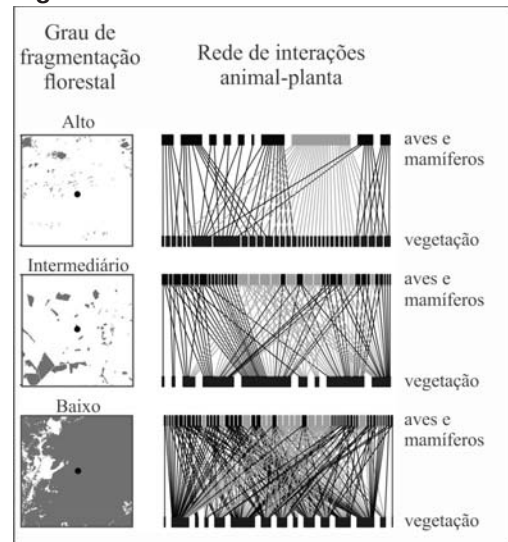 Grau de
fragmentação
florestal
Rede de interações
animal-planta
Alto
aves e
mamíferos
vegetação
Intermediário
aves e
mamíferos
vegetação
Baixo
aves e
mamíferos
vegetação